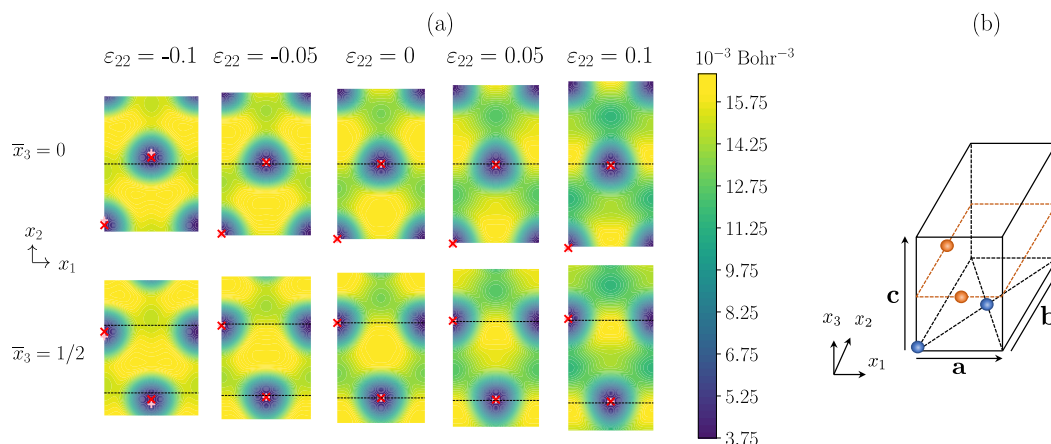 (a)
(b)
ε₂₂ = -0.1 ε₂₂ = -0.05 ε₂₂ = 0 ε₂₂ = 0.05 ε₂₂ = 0.1
10⁻³ Bohr⁻³
x̅₃ = 0
x̅₃ = 1/2
x₂
x₁
15.75
14.25
12.75
11.25
9.75
8.25
6.75
5.25
3.75
c
b
a
x₃
x₂
x₁